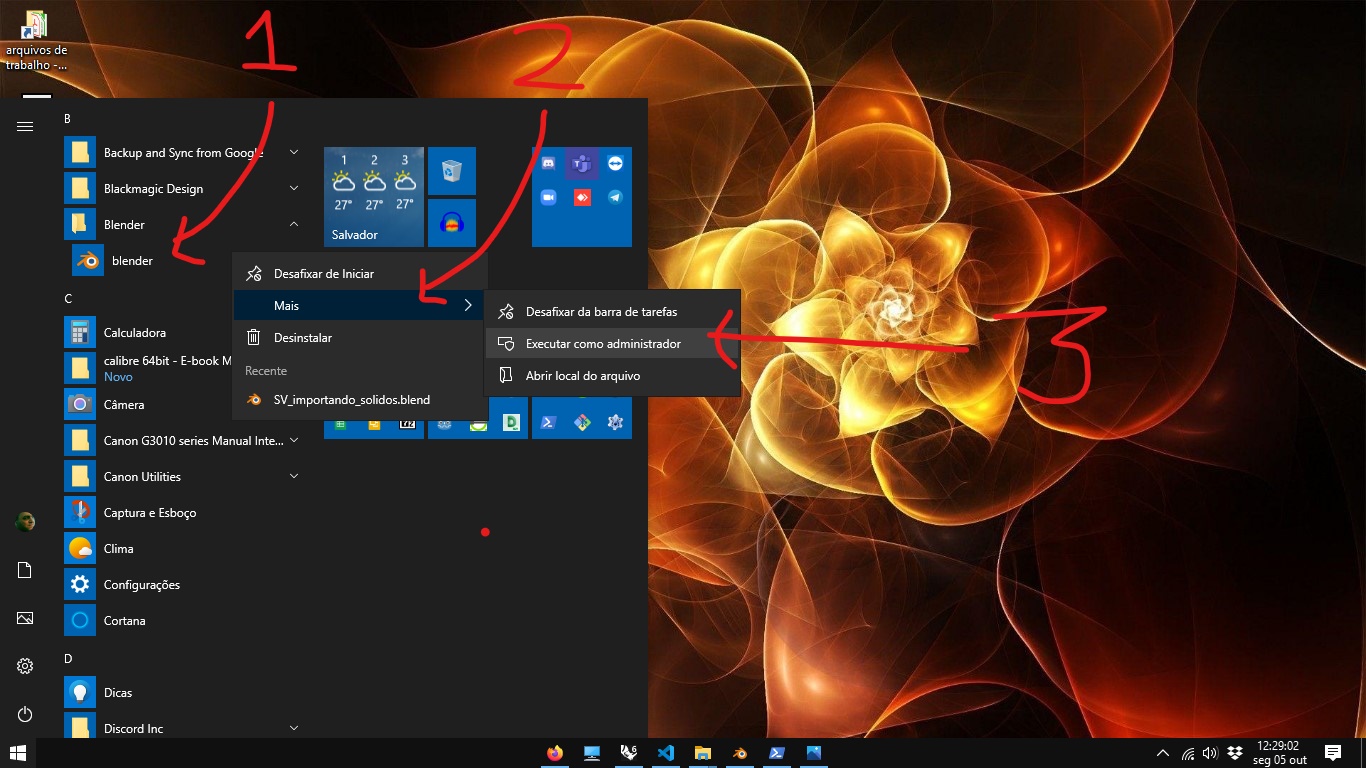 arquivos de
trabalho -...
1
2
3
B
Backup and Sync from Google
Blackmagic Design
Blender
blender
C
Calculadora
calibre 64bit - E-book M
Novo
Câmera
Canon G3010 series Manual Inte...
Canon Utilities
Captura e Esboço
Clima
Configurações
Cortana
D
Dicas
Discord Inc
1 2 3
27° 27° 27°
Salvador
Desafixar de Iniciar
Mais
Desinstalar
Recente
SV_importando_solidos.blend
Desafixar da barra de tarefas
Executar como administrador
Abrir local do arquivo
12:29:02
seg 05 out